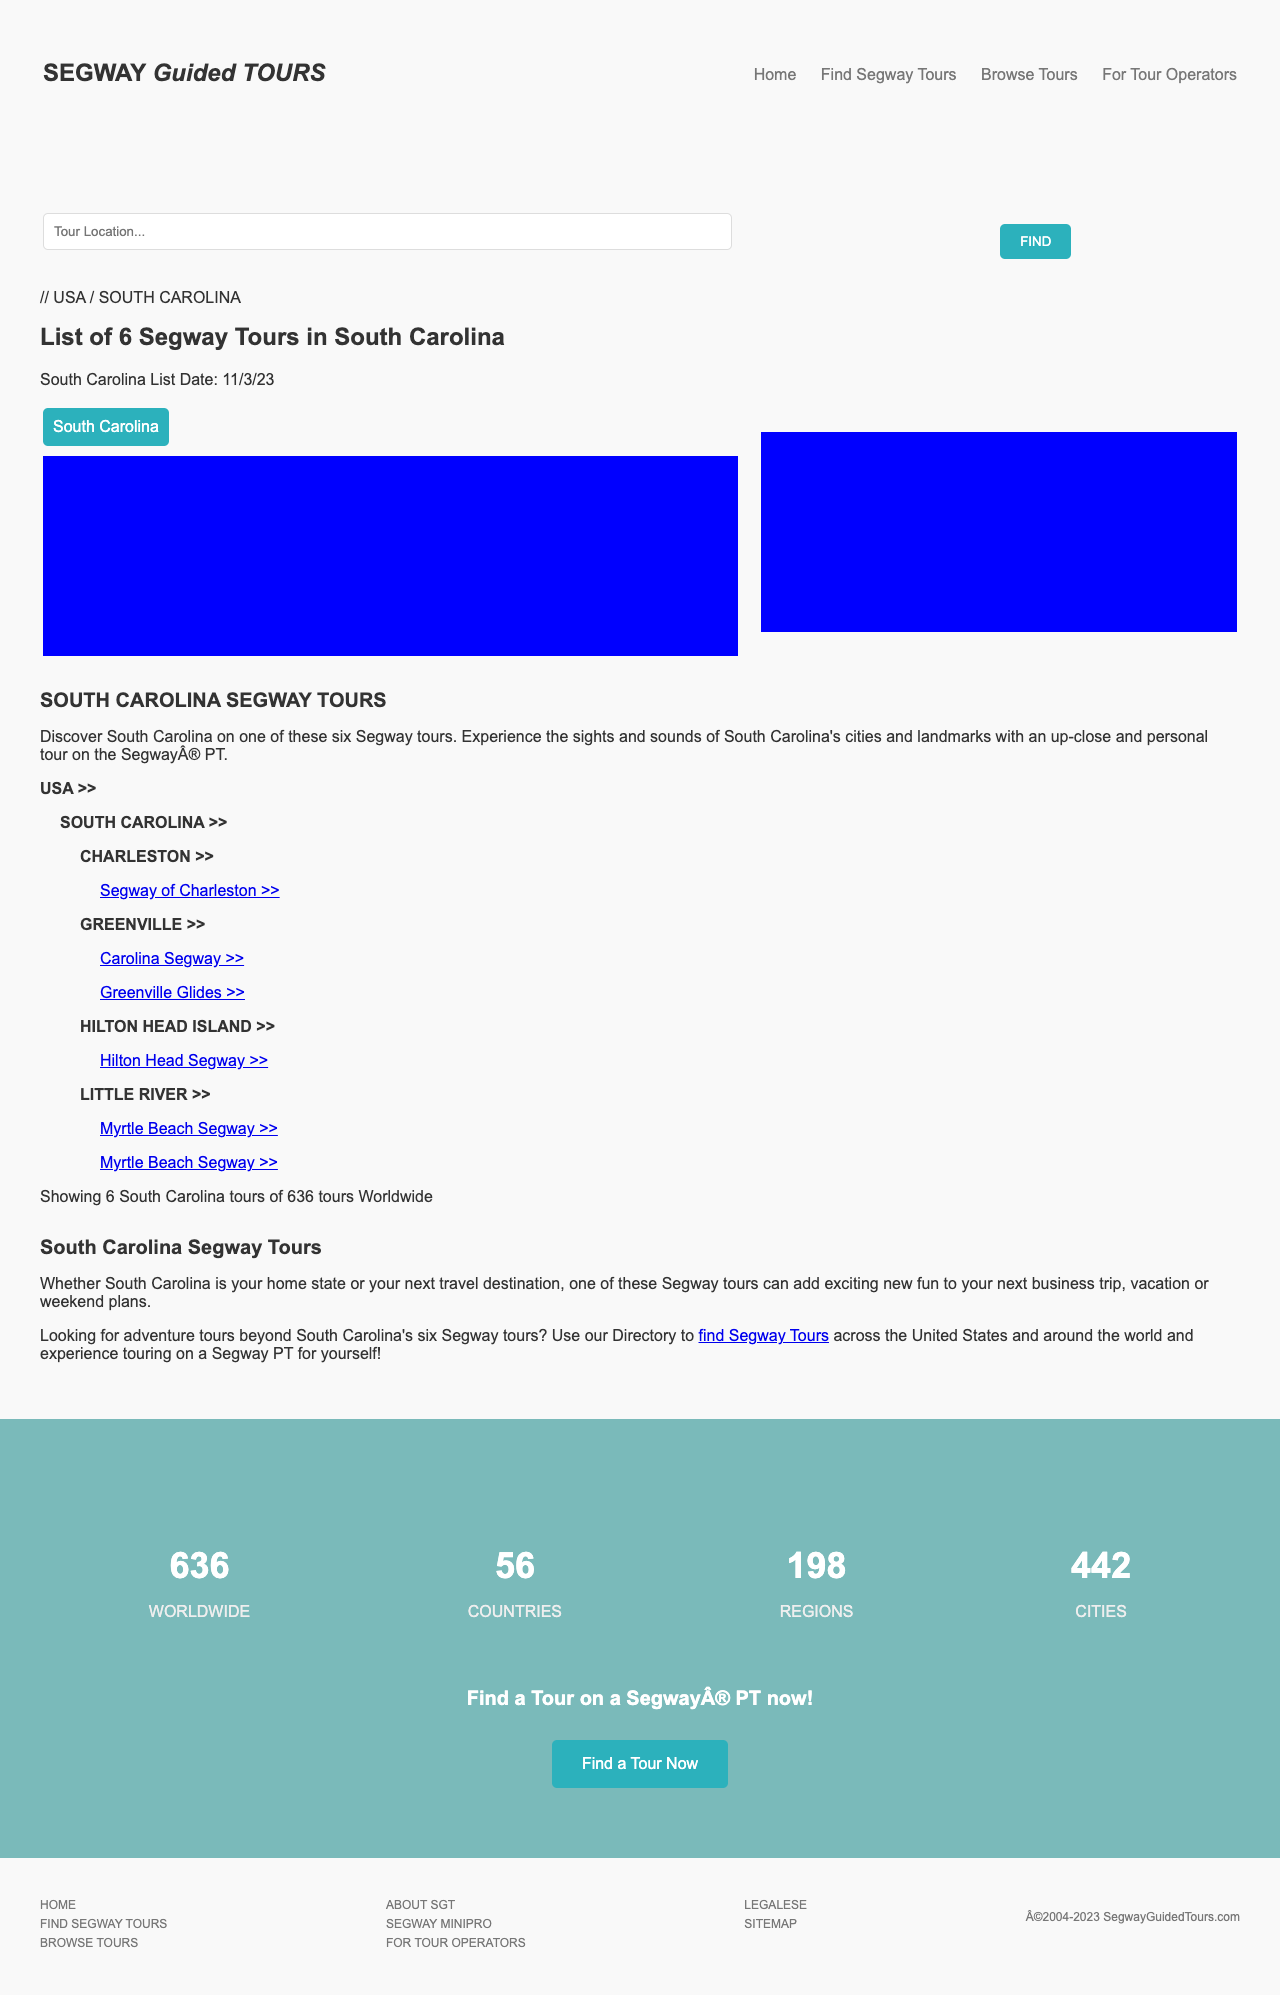 SEGWAY Guided TOURS
Home Find Segway Tours Browse Tours For Tour Operators
Tour Location...
FIND
// USA / SOUTH CAROLINA
List of 6 Segway Tours in South Carolina
South Carolina List Date: 11/3/23
South Carolina
SOUTH CAROLINA SEGWAY TOURS
Discover South Carolina on one of these six Segway tours. Experience the sights and sounds of South Carolina's cities and landmarks with an up-close and personal
tour on the SegwayÂ® PT.
USA >>
SOUTH CAROLINA >>
CHARLESTON >>
Segway of Charleston >>
GREENVILLE >>
Carolina Segway >>
Greenville Glides >>
HILTON HEAD ISLAND >>
Hilton Head Segway >>
LITTLE RIVER >>
Myrtle Beach Segway >>
Myrtle Beach Segway >>
Showing 6 South Carolina tours of 636 tours Worldwide
South Carolina Segway Tours
Whether South Carolina is your home state or your next travel destination, one of these Segway tours can add exciting new fun to your next business trip, vacation or
weekend plans.
Looking for adventure tours beyond South Carolina's six Segway tours? Use our Directory to find Segway Tours across the United States and around the world and
experience touring on a Segway PT for yourself!
636 56 198 442
WORLDWIDE COUNTRIES REGIONS CITIES
Find a Tour on a SegwayÂ® PT now!
Find a Tour Now
HOME
FIND SEGWAY TOURS
BROWSE TOURS
ABOUT SGT
SEGWAY MINIPRO
FOR TOUR OPERATORS
LEGALESE
SITEMAP
Â©2004-2023 SegwayGuidedTours.com